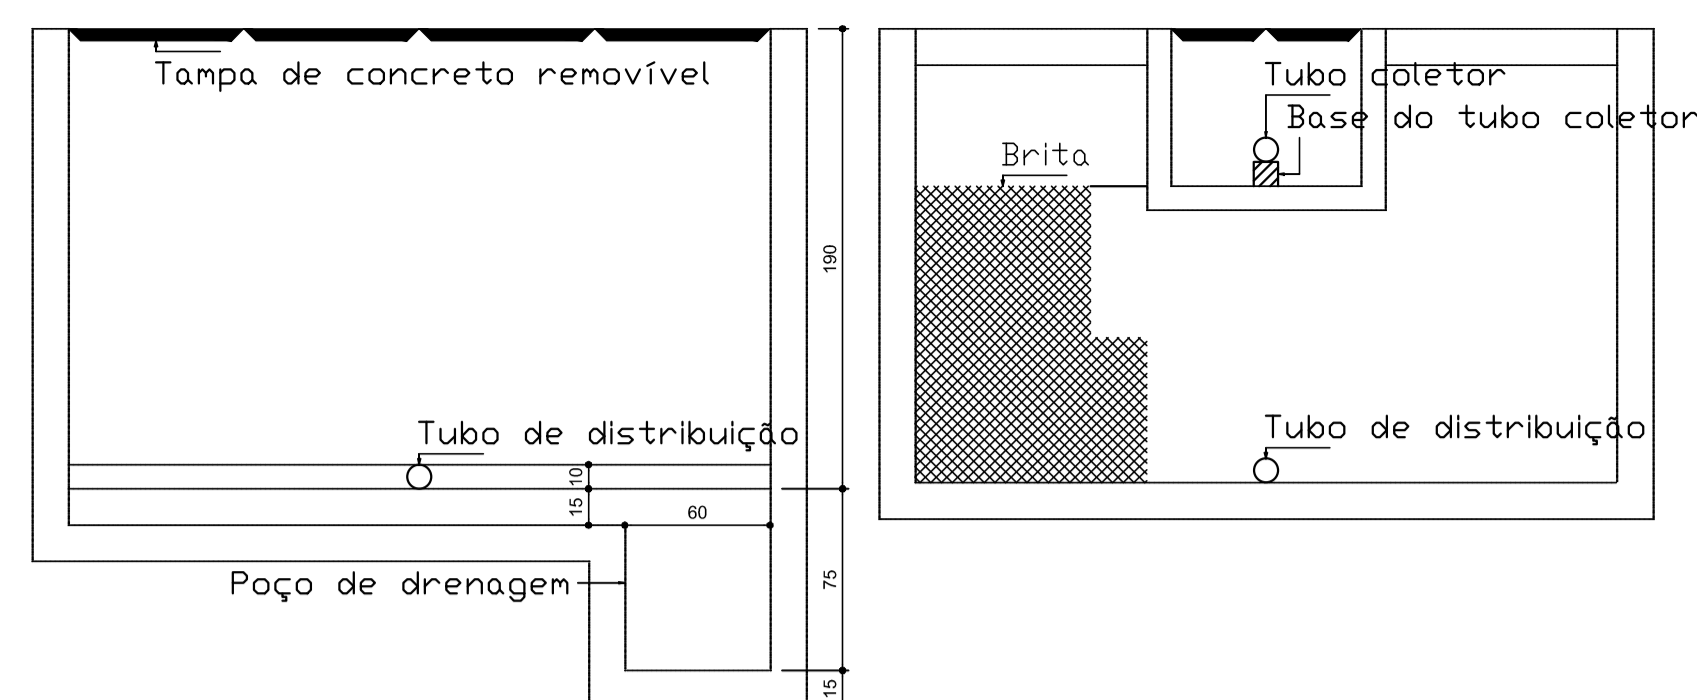 Tampa de concreto removível
Tubo coletor
Base do tubo coletor
Brita
190
Tubo de distribuição
Tubo de distribuição
10
15
60
Poço de drenagem
75
15